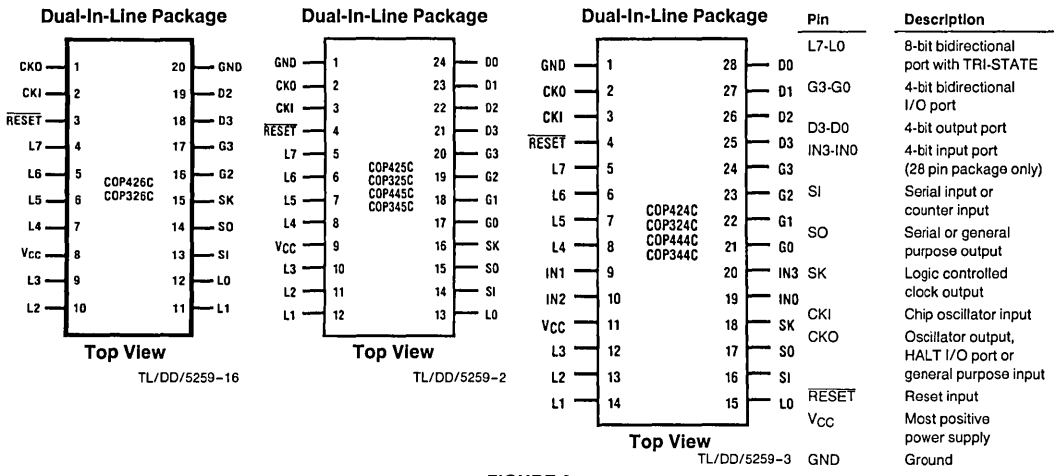 Dual-In-Line Package
CKO 1 20 GND
CKI 2 19 D2
RESET 3 18 D3
L7 4 17 G3
L6 5 16 G2
L5 6 15 SK
L4 7 14 SO
VCC 8 13 SI
L3 9 12 L0
L2 10 11 L1
COP426C
COP326C
Top View
TL/DD/5259-16
Dual-In-Line Package
GND 1 24 D0
CKO 2 23 D1
CKI 3 22 D2
RESET 4 21 D3
L7 5 20 G3
L6 6 19 G2
L5 7 18 G1
L4 8 17 G0
VCC 9 16 SK
L3 10 15 SO
L2 11 14 SI
L1 12 13 L0
COP425C
COP325C
COP445C
COP345C
Top View
TL/DD/5259-2
Dual-In-Line Package
GND 1 28 D0
CKO 2 27 D1
CKI 3 26 D2
RESET 4 25 D3
L7 5 24 G3
L6 6 23 G2
L5 7 22 G1
L4 8 21 G0
IN1 9 20 IN3
IN2 10 19 IN0
VCC 11 18 SK
L3 12 17 SO
L2 13 16 SI
L1 14 15 L0
COP424C
COP324C
COP444C
COP344C
Top View
TL/DD/5259-3
Pin Description
L7-L0 8-bit bidirectional
port with TRI-STATE
G3-G0 4-bit bidirectional
I/O port
D3-D0 4-bit output port
IN3-IN0 4-bit input port
(28 pin package only)
SI Serial input or
counter input
SO Serial or general
purpose output
SK Logic controlled
clock output
CKI Chip oscillator input
CKO Oscillator output,
HALT I/O port or
general purpose input
RESET Reset input
VCC Most positive
power supply
GND Ground